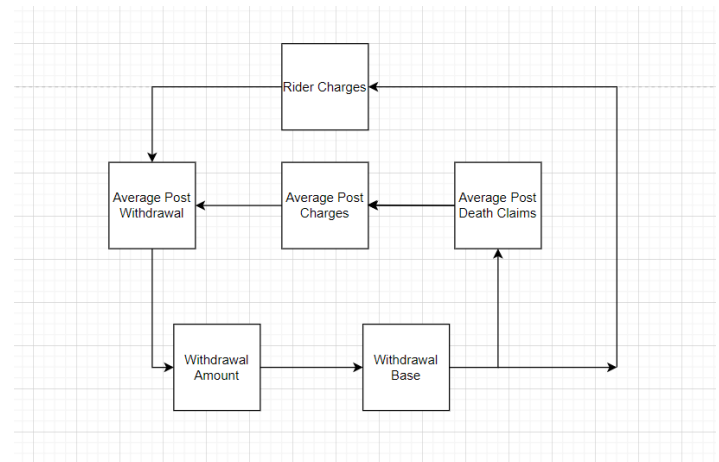 Rider Charges
Average Post
Withdrawal
Average Post
Charges
Average Post
Death Claims
Withdrawal
Amount
Withdrawal
Base